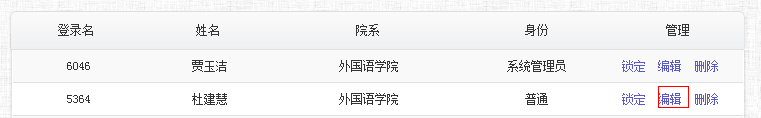 登录名 姓名 院系 身份 管理
6046 贾玉洁 外国语学院 系统管理员 锁定 编辑 删除
5364 杜建慧 外国语学院 普通 锁定 编辑 删除